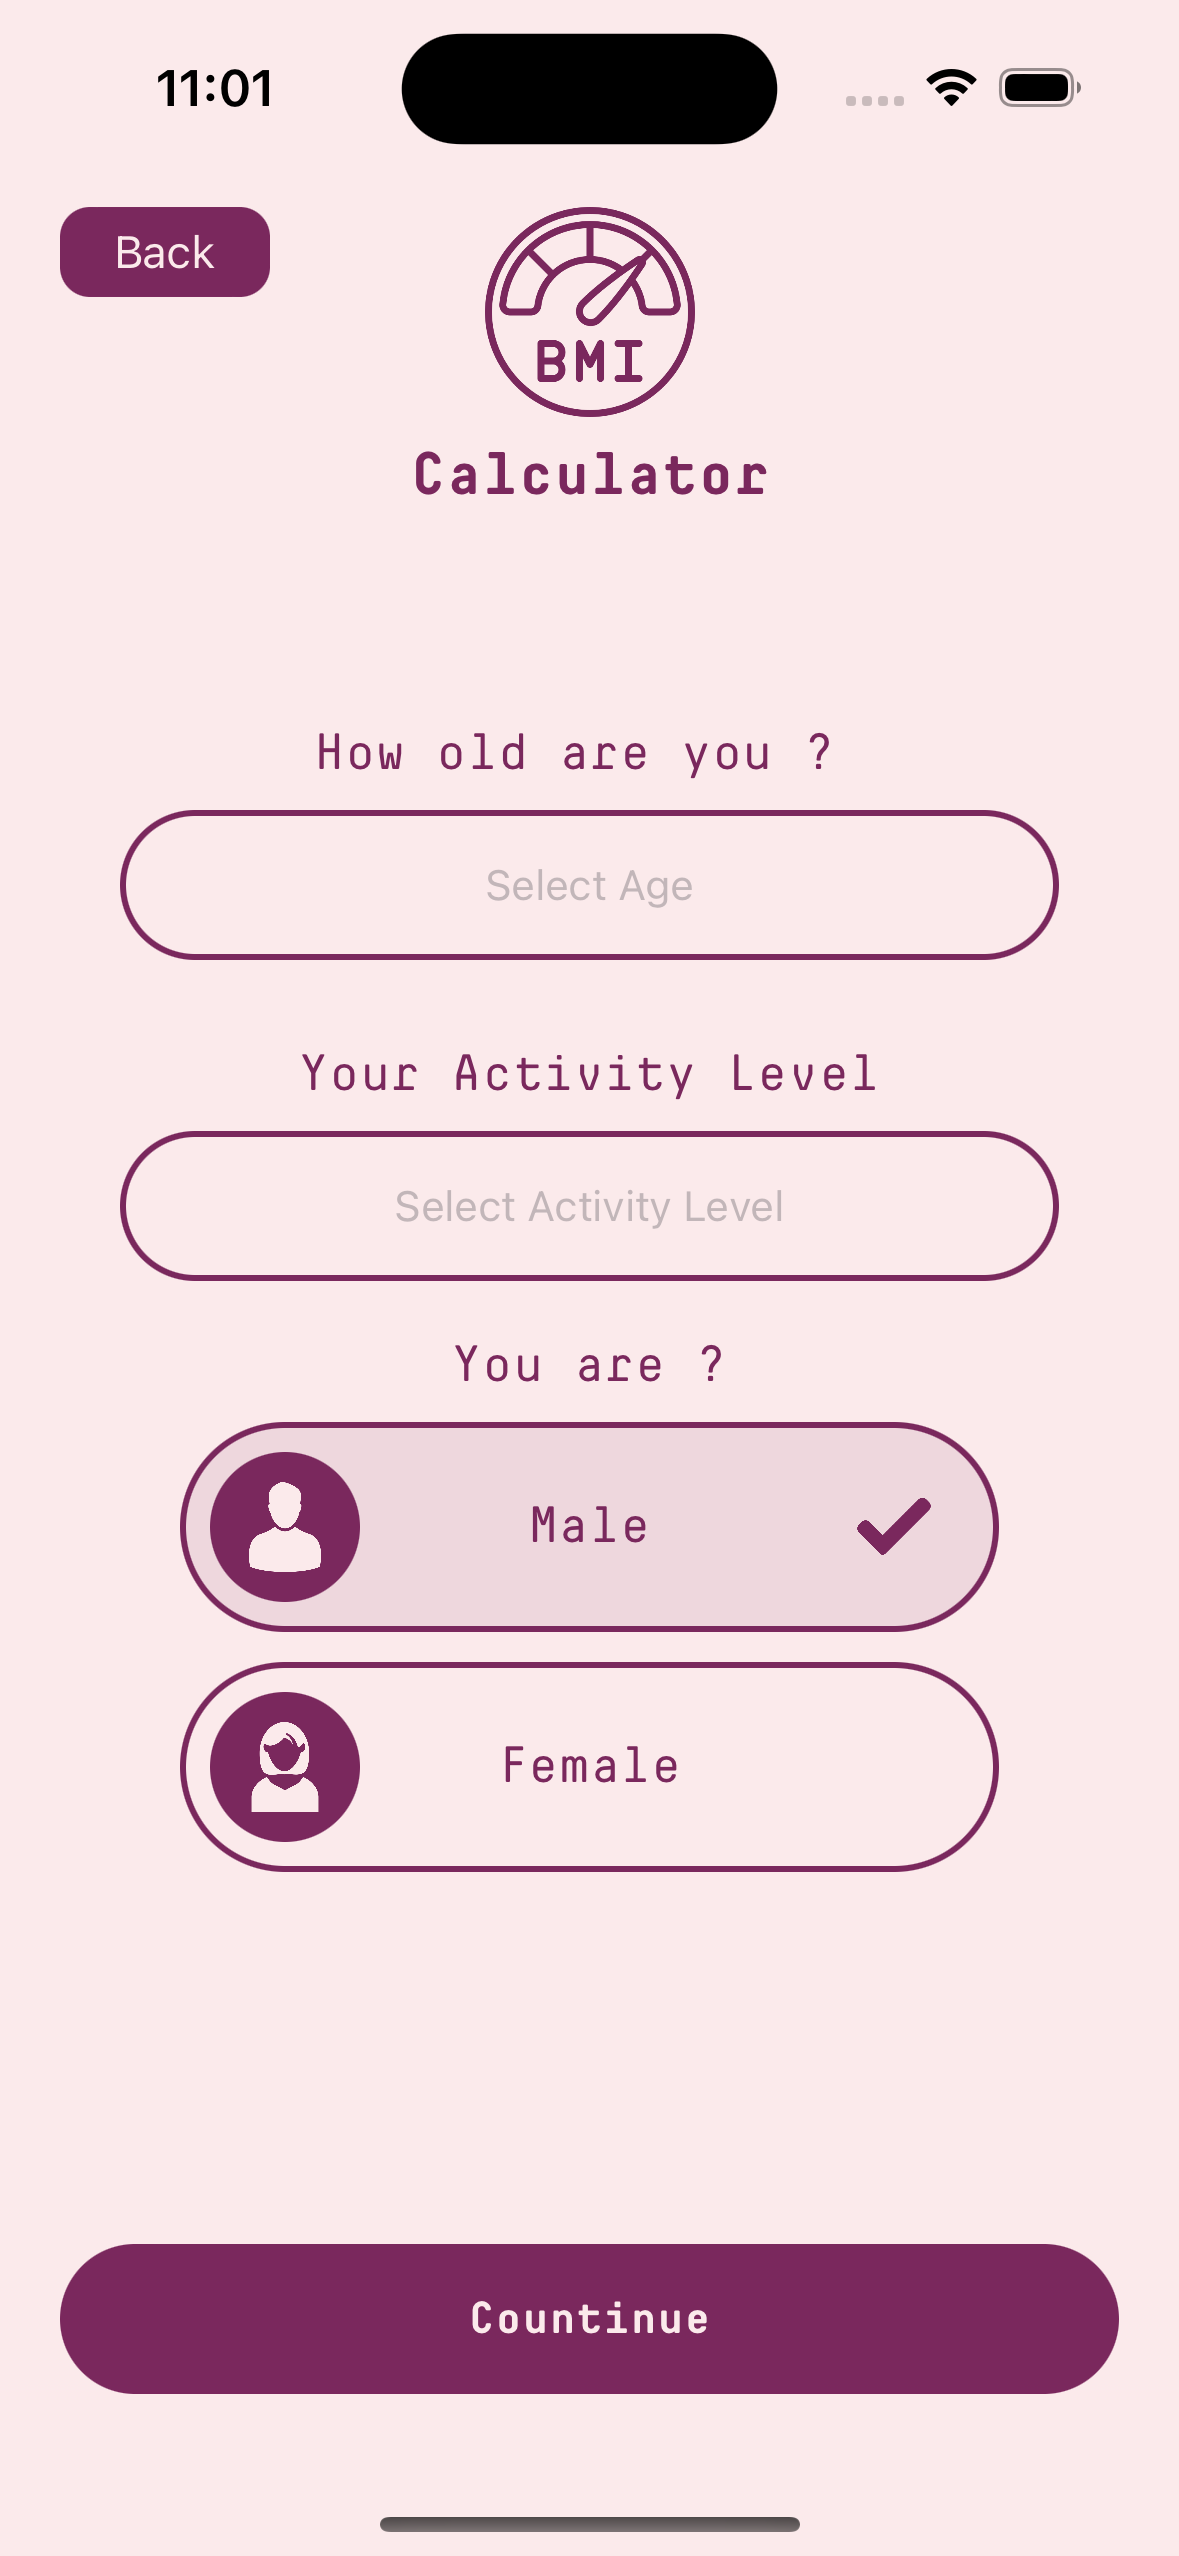 11:01
Back
BMI
Calculator
How old are you ?
Select Age
Your Activity Level
Select Activity Level
You are ?
Male
Female
Countinue